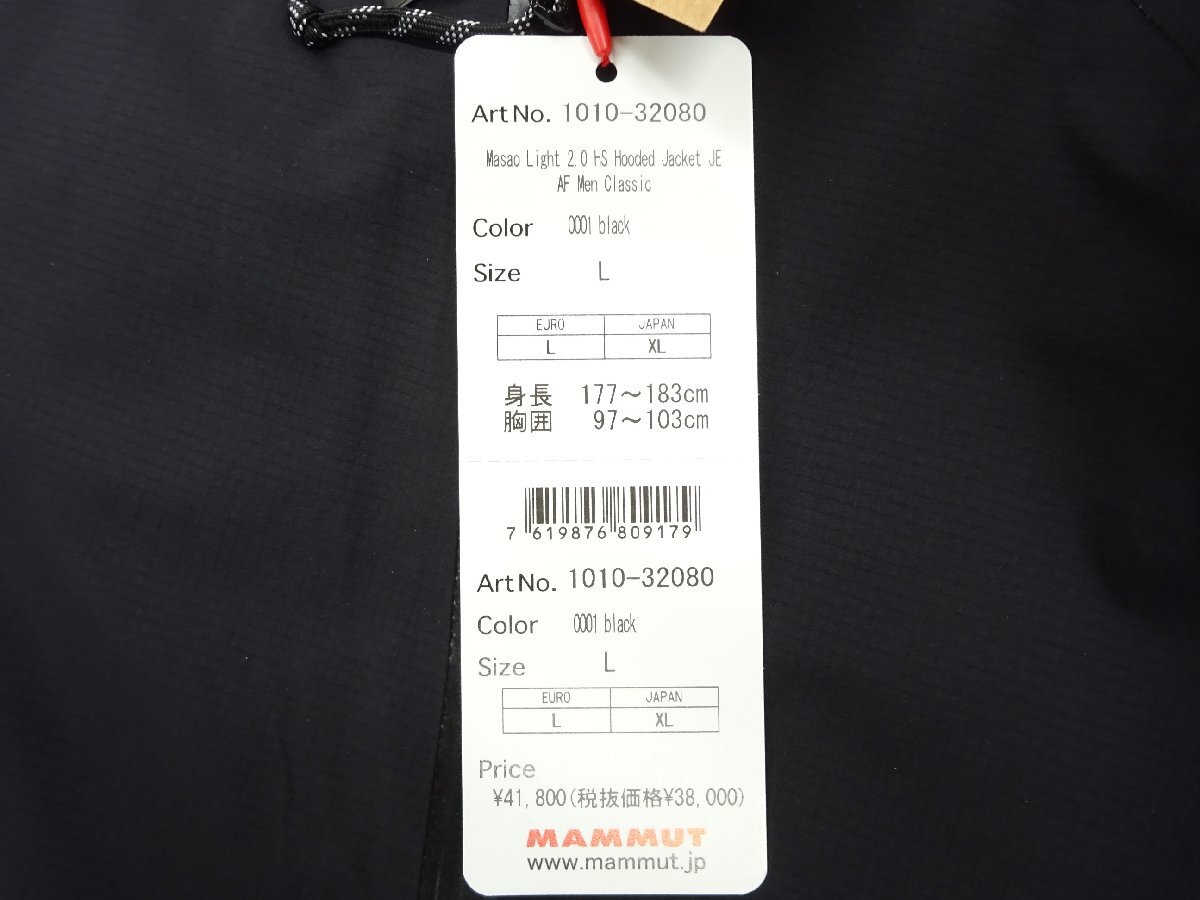 Art No. 1010-32080
Masao Light 2.0 HS Hooded Jacket JE
AF Men Classic
Color 0001 black
Size L
EURO JAPAN
L XL
身長 177～183cm
胸囲 97～103cm
7 619876 809179
Art No. 1010-32080
Color 0001 black
Size L
EURO JAPAN
L XL
Price
¥41,800(税抜価格¥38,000)
MAMMUT
www.mammut.jp